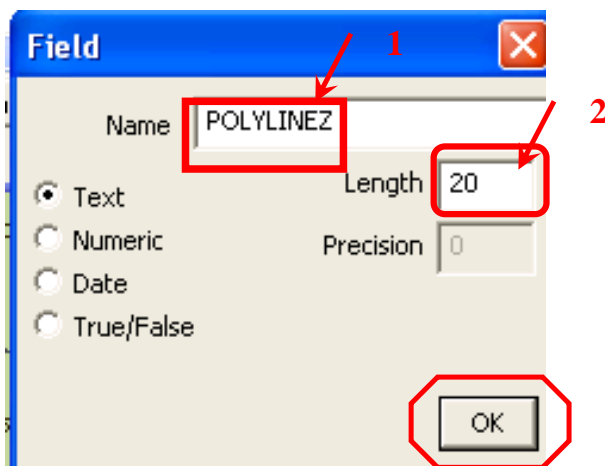 Field
1
Name POLYLINEZ
2
Length 20
Text
Numeric
Precision 0
Date
True/False
OK